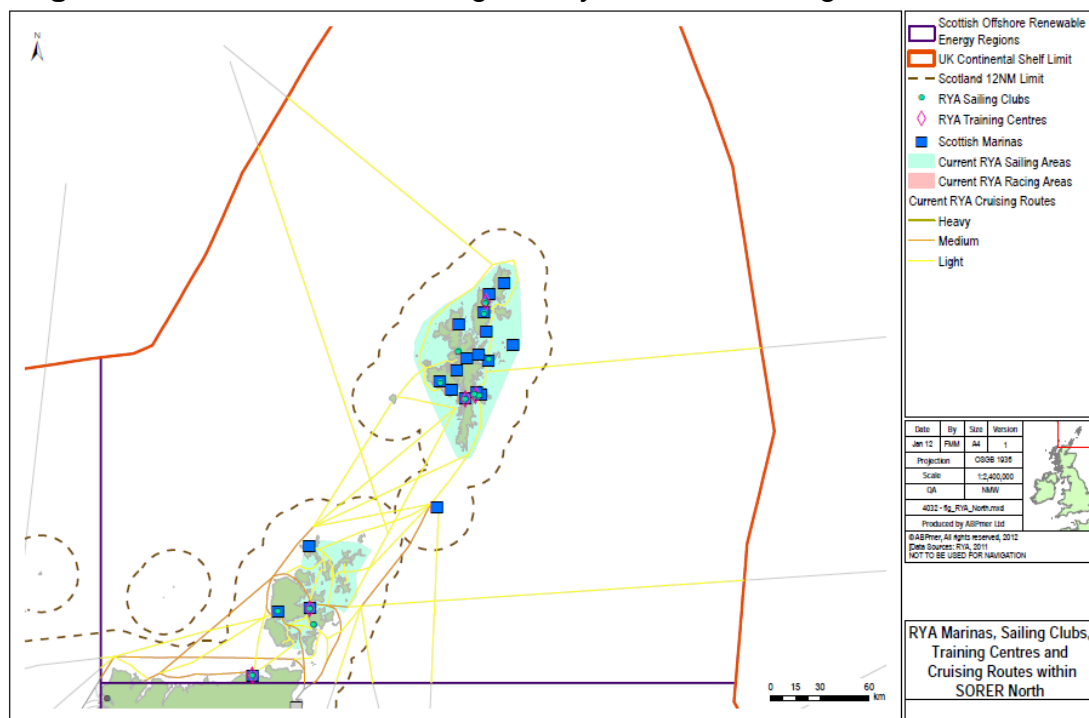 N
Scottish Offshore Renewable
Energy Regions
UK Continental Shelf Limit
Scotland 12NM Limit
RYA Sailing Clubs
RYA Training Centres
Scottish Marinas
Current RYA Sailing Areas
Current RYA Racing Areas
Current RYA Cruising Routes
Heavy
Medium
Light
Date By Size Version
Jan 12 FMM A4 1
Projection OSGB 1936
Scale 1:2,400,000
QA NMW
4032 - fig_RYA_North.mxd
Produced by ABPmer Ltd
© ABPmer, All rights reserved, 2012
Data Sources: RYA, 2011
NOT TO BE USED FOR NAVIGATION
RYA Marinas, Sailing Clubs,
Training Centres and
Cruising Routes within
SORER North
0 15 30 60
km